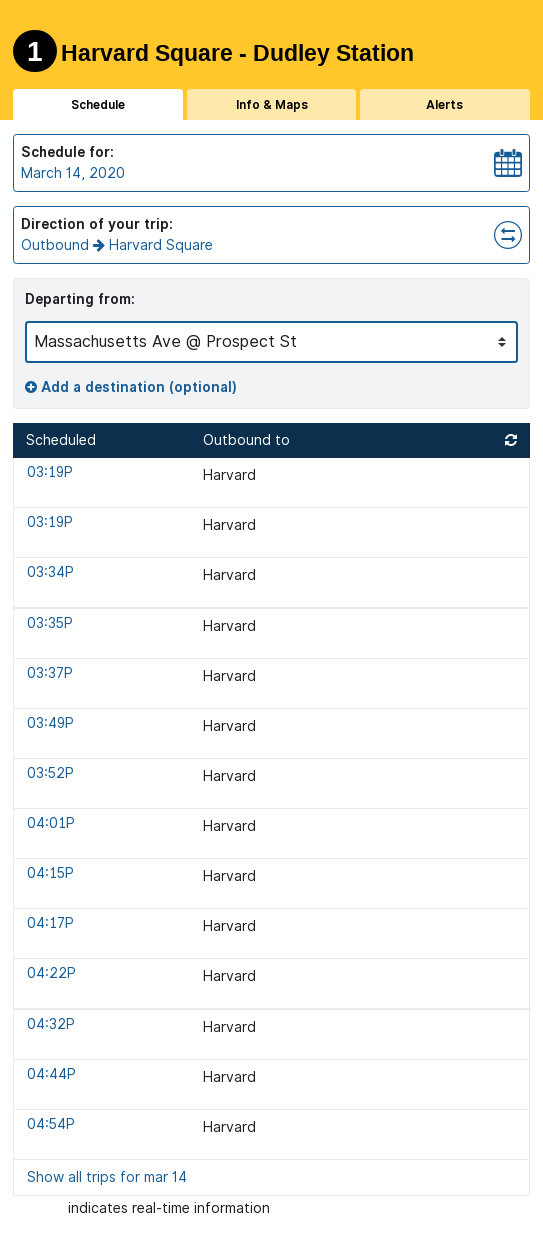 1 Harvard Square - Dudley Station
Schedule Info & Maps Alerts
Schedule for:
March 14, 2020
Direction of your trip:
Outbound Harvard Square
Departing from:
Massachusetts Ave @ Prospect St
Add a destination (optional)
Scheduled Outbound to
03:19P Harvard
03:19P Harvard
03:34P Harvard
03:35P Harvard
03:37P Harvard
03:49P Harvard
03:52P Harvard
04:01P Harvard
04:15P Harvard
04:17P Harvard
04:22P Harvard
04:32P Harvard
04:44P Harvard
04:54P Harvard
Show all trips for mar 14
indicates real-time information